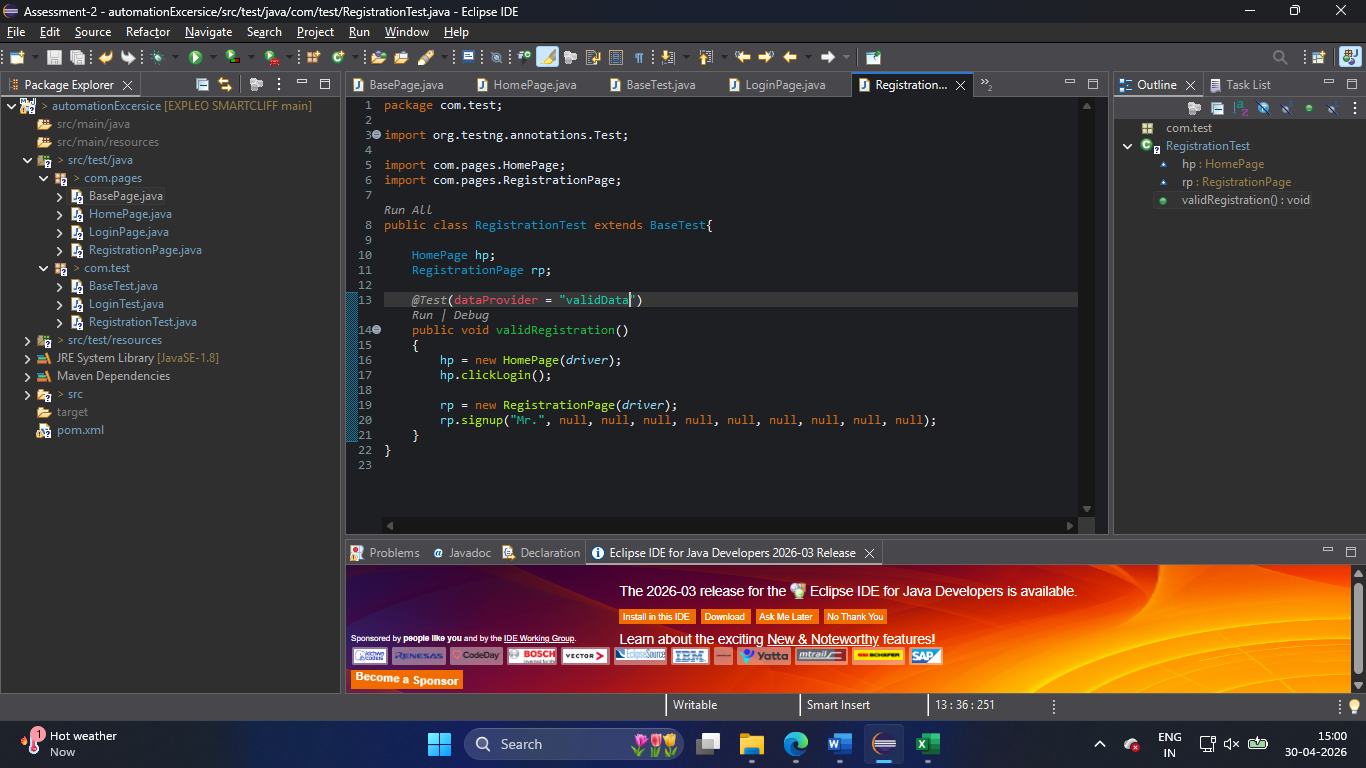 Assessment-2 - automationExcersice/src/test/java/com/test/RegistrationTest.java - Eclipse IDE
File Edit Source Refactor Navigate Search Project Run Window Help
Package Explorer
> automationExcersice [EXPLEO SMARTCLIFF main]
src/main/java
src/main/resources
> src/test/java
> com.pages
BasePage.java
HomePage.java
LoginPage.java
RegistrationPage.java
> com.test
BaseTest.java
LoginTest.java
RegistrationTest.java
> src/test/resources
JRE System Library [JavaSE-1.8]
Maven Dependencies
> src
target
pom.xml
BasePage.java HomePage.java BaseTest.java LoginPage.java Registration... »2
1 package com.test;
2
3 import org.testng.annotations.Test;
4
5 import com.pages.HomePage;
6 import com.pages.RegistrationPage;
7
Run All
8 public class RegistrationTest extends BaseTest{
9
10 HomePage hp;
11 RegistrationPage rp;
12
13 @Test(dataProvider = "validData")
Run | Debug
14 public void validRegistration()
15 {
16 hp = new HomePage(driver);
17 hp.clickLogin();
18
19 rp = new RegistrationPage(driver);
20 rp.signup("Mr.", null, null, null, null, null, null, null, null, null);
21 }
22 }
23
Outline Task List
com.test
RegistrationTest
hp : HomePage
rp : RegistrationPage
validRegistration() : void
Problems Javadoc Declaration Eclipse IDE for Java Developers 2026-03 Release
The 2026-03 release for the Eclipse IDE for Java Developers is available.
Install in this IDE Download Ask Me Later No Thank You
Sponsored by people like you and by the IDE Working Group.
Learn about the exciting New & Noteworthy features!
RENESAS CodeDay BOSCH VECTOR EclipseSource IBM Yatta mtrail SCHÄFER SAP
Become a Sponsor
Writable Smart Insert 13 : 36 : 251
1
Hot weather
Now
Search
ENG
IN
15:00
30-04-2026